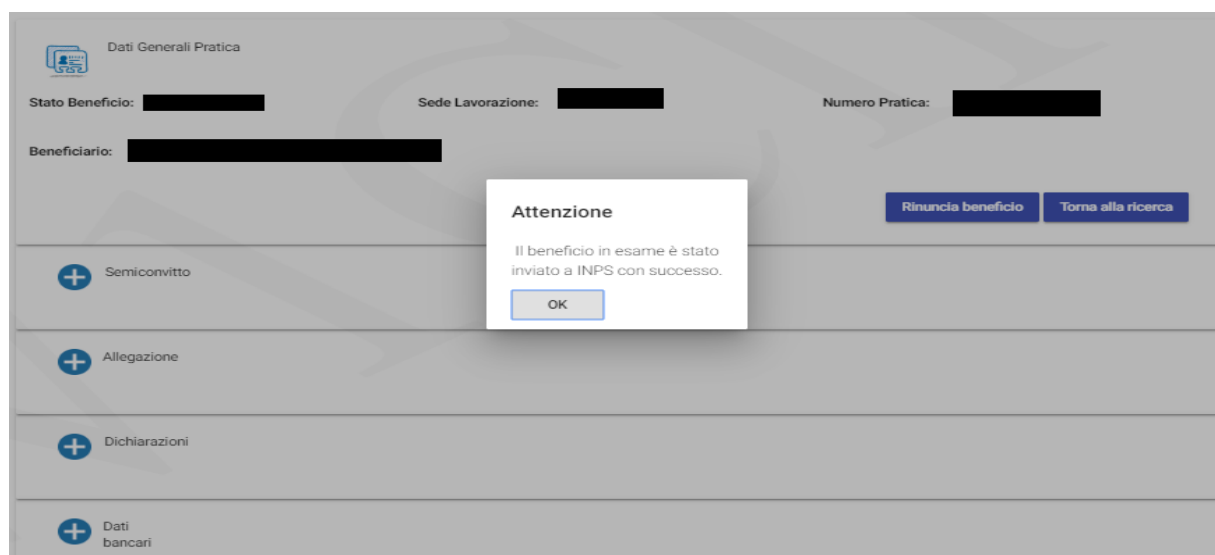 Dati Generali Pratica
Stato Beneficio: Sede Lavorazione: Numero Pratica:
Beneficiario:
Attenzione
Rinuncia beneficio Torna alla ricerca
Il beneficio in esame è stato
inviato a INPS con successo.
Semiconvitto
OK
Allegazione
Dichiarazioni
Dati
bancari